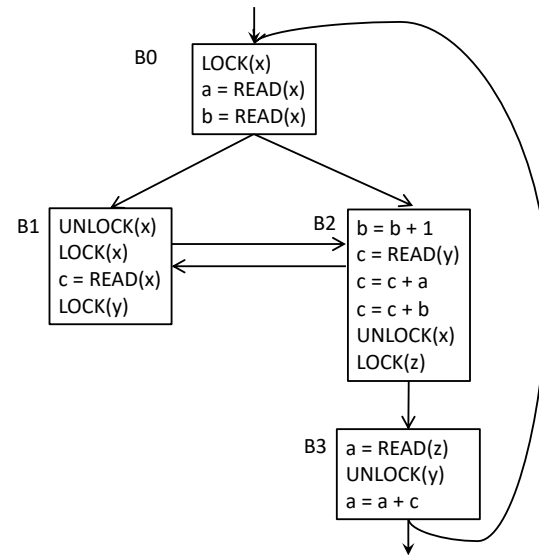 B0
LOCK(x)
a = READ(x)
b = READ(x)
B1
UNLOCK(x)
LOCK(x)
c = READ(x)
LOCK(y)
B2
b = b + 1
c = READ(y)
c = c + a
c = c + b
UNLOCK(x)
LOCK(z)
B3
a = READ(z)
UNLOCK(y)
a = a + c